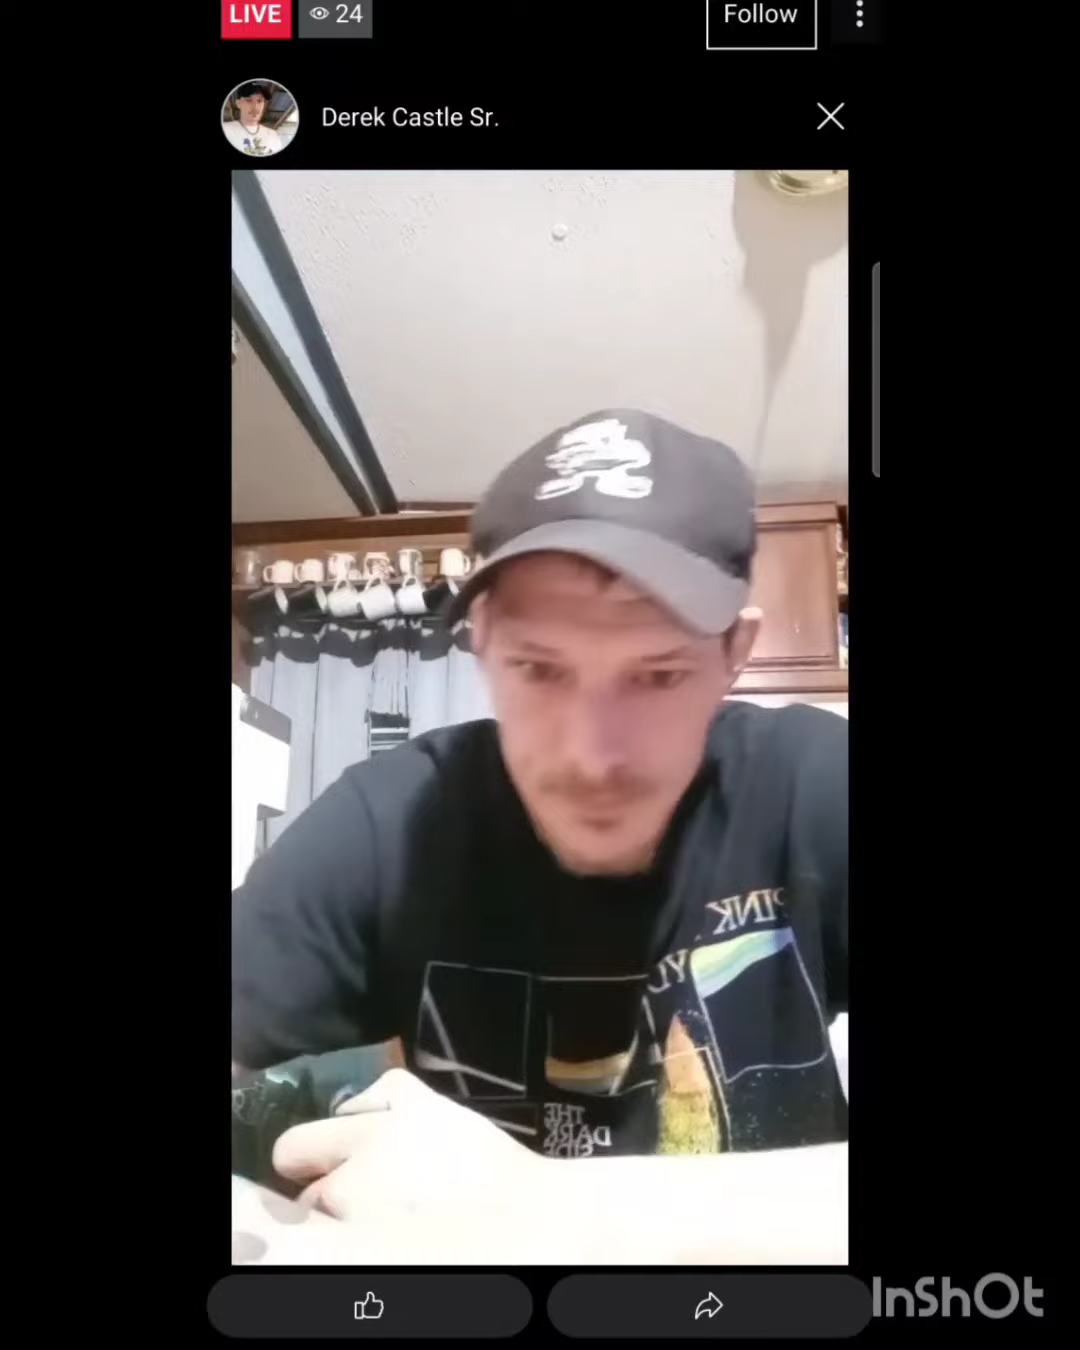 LIVE 24 Follow
Derek Castle Sr.
PINK
THE
DARK
SIDE
InShOt